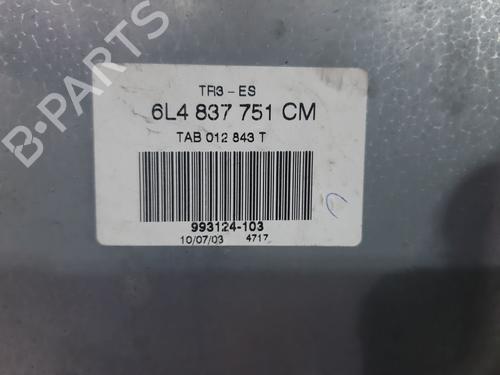 TR3-ES
6L4 837 751 CM
TAB 012 843 T
993124-103
10/07/03 4717
B-PARTS